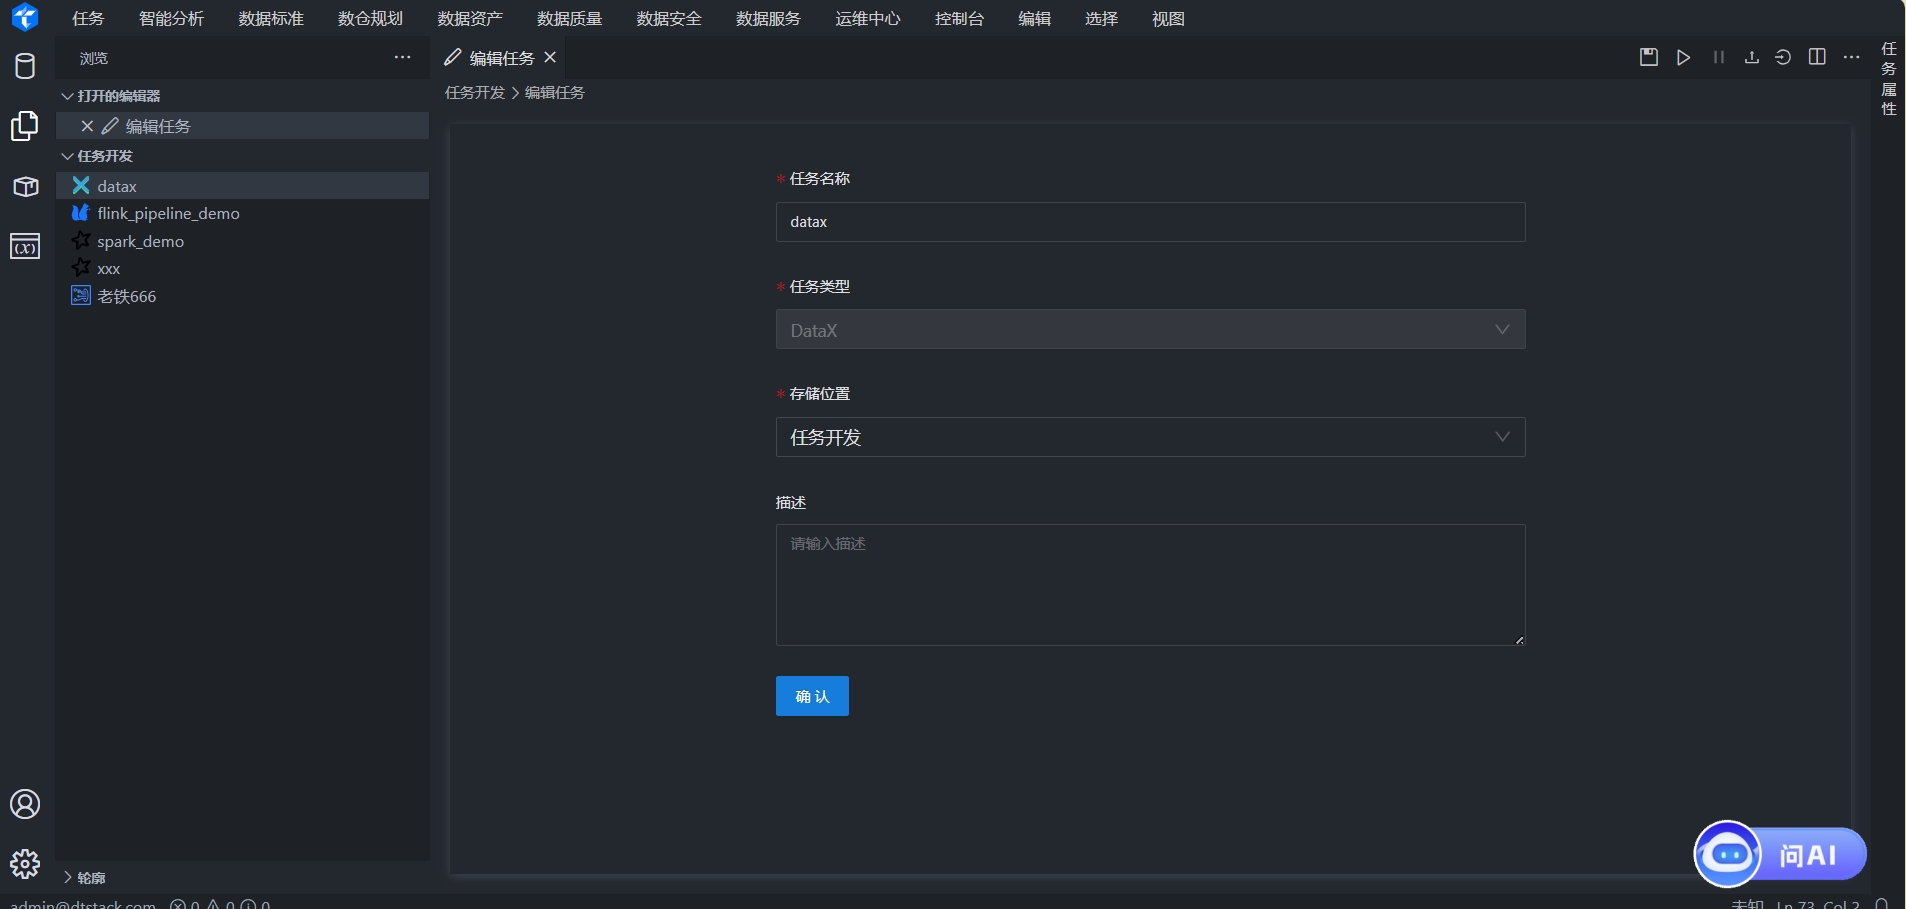 任务 智能分析 数据标准 数仓规划 数据资产 数据质量 数据安全 数据服务 运维中心 控制台 编辑 选择 视图
浏览
编辑任务
任务属性
任务开发 > 编辑任务
打开的编辑器
编辑任务
任务开发
datax
flink_pipeline_demo
spark_demo
xxx
老铁666
* 任务名称
datax
* 任务类型
DataX
* 存储位置
任务开发
描述
请输入描述
确 认
问AI
轮廓
admin@dtstack.com 0 0 0
未知 Ln 73, Col 2